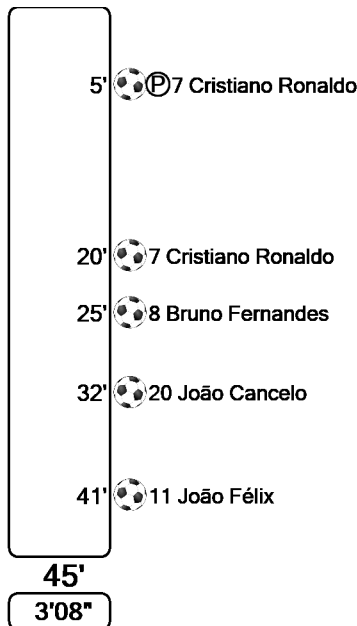 5' P 7 Cristiano Ronaldo
20' 7 Cristiano Ronaldo
25' 8 Bruno Fernandes
32' 20 João Cancelo
41' 11 João Félix
45'
3'08"